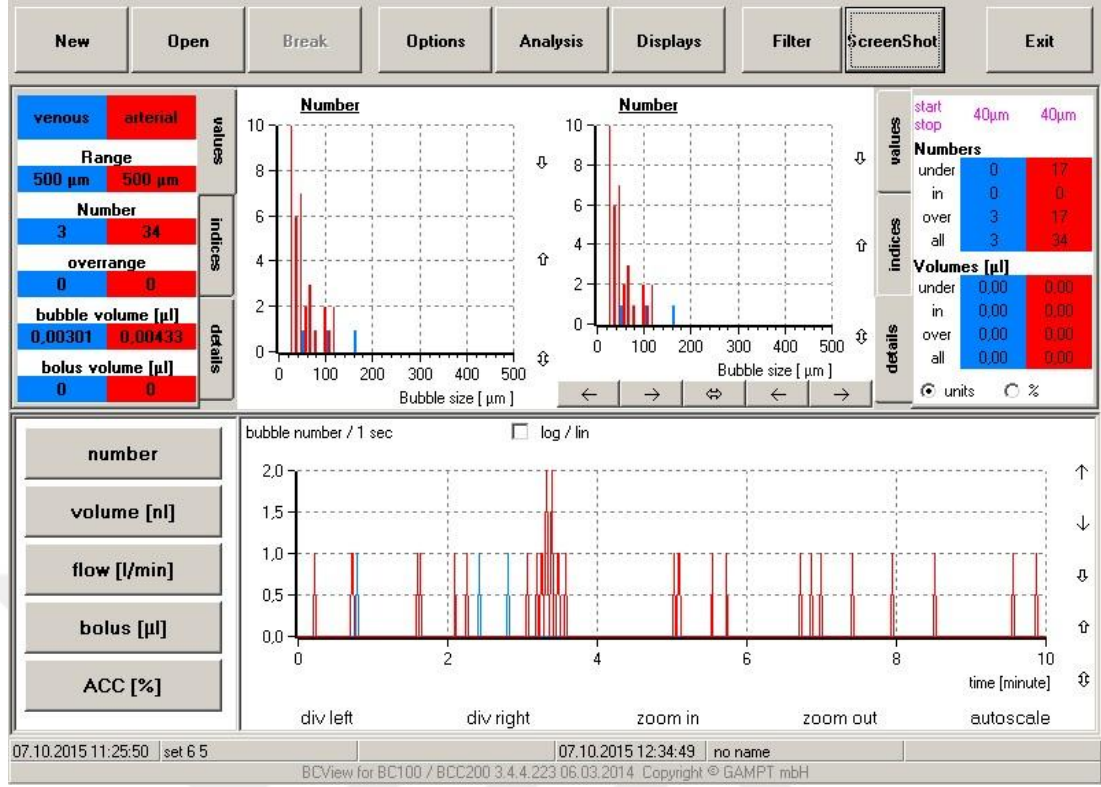 New Open Break Options Analysis Displays Filter ScreenShot Exit
venous arterial
Range
500 µm 500 µm
Number
3 34
overrange
0 0
bubble volume [µl]
0,00301 0,00433
bolus volume [µl]
0 0
values
indices
details
Number
10
8
6
4
2
0
0 100 200 300 400 500
Bubble size [ µm ]
Number
10
8
6
4
2
0
0 100 200 300 400 500
Bubble size [ µm ]
values
indices
details
start 40µm 40µm
stop
Numbers
under 0 17
in 0 0
over 3 17
all 3 34
Volumes [µl]
under 0,00 0,00
in 0,00 0,00
over 0,00 0,00
all 0,00 0,00
units %
number
volume [nl]
flow [l/min]
bolus [µl]
ACC [%]
bubble number / 1 sec log / lin
2,0
1,5
1,0
0,5
0,0
0 2 4 6 8 10
time [minute]
div left div right zoom in zoom out autoscale
07.10.2015 11:25:50 set 6 5 07.10.2015 12:34:49 no name
BCView for BC100 / BCC200 3.4.4.223 06.03.2014 Copyright © GAMPT mbH